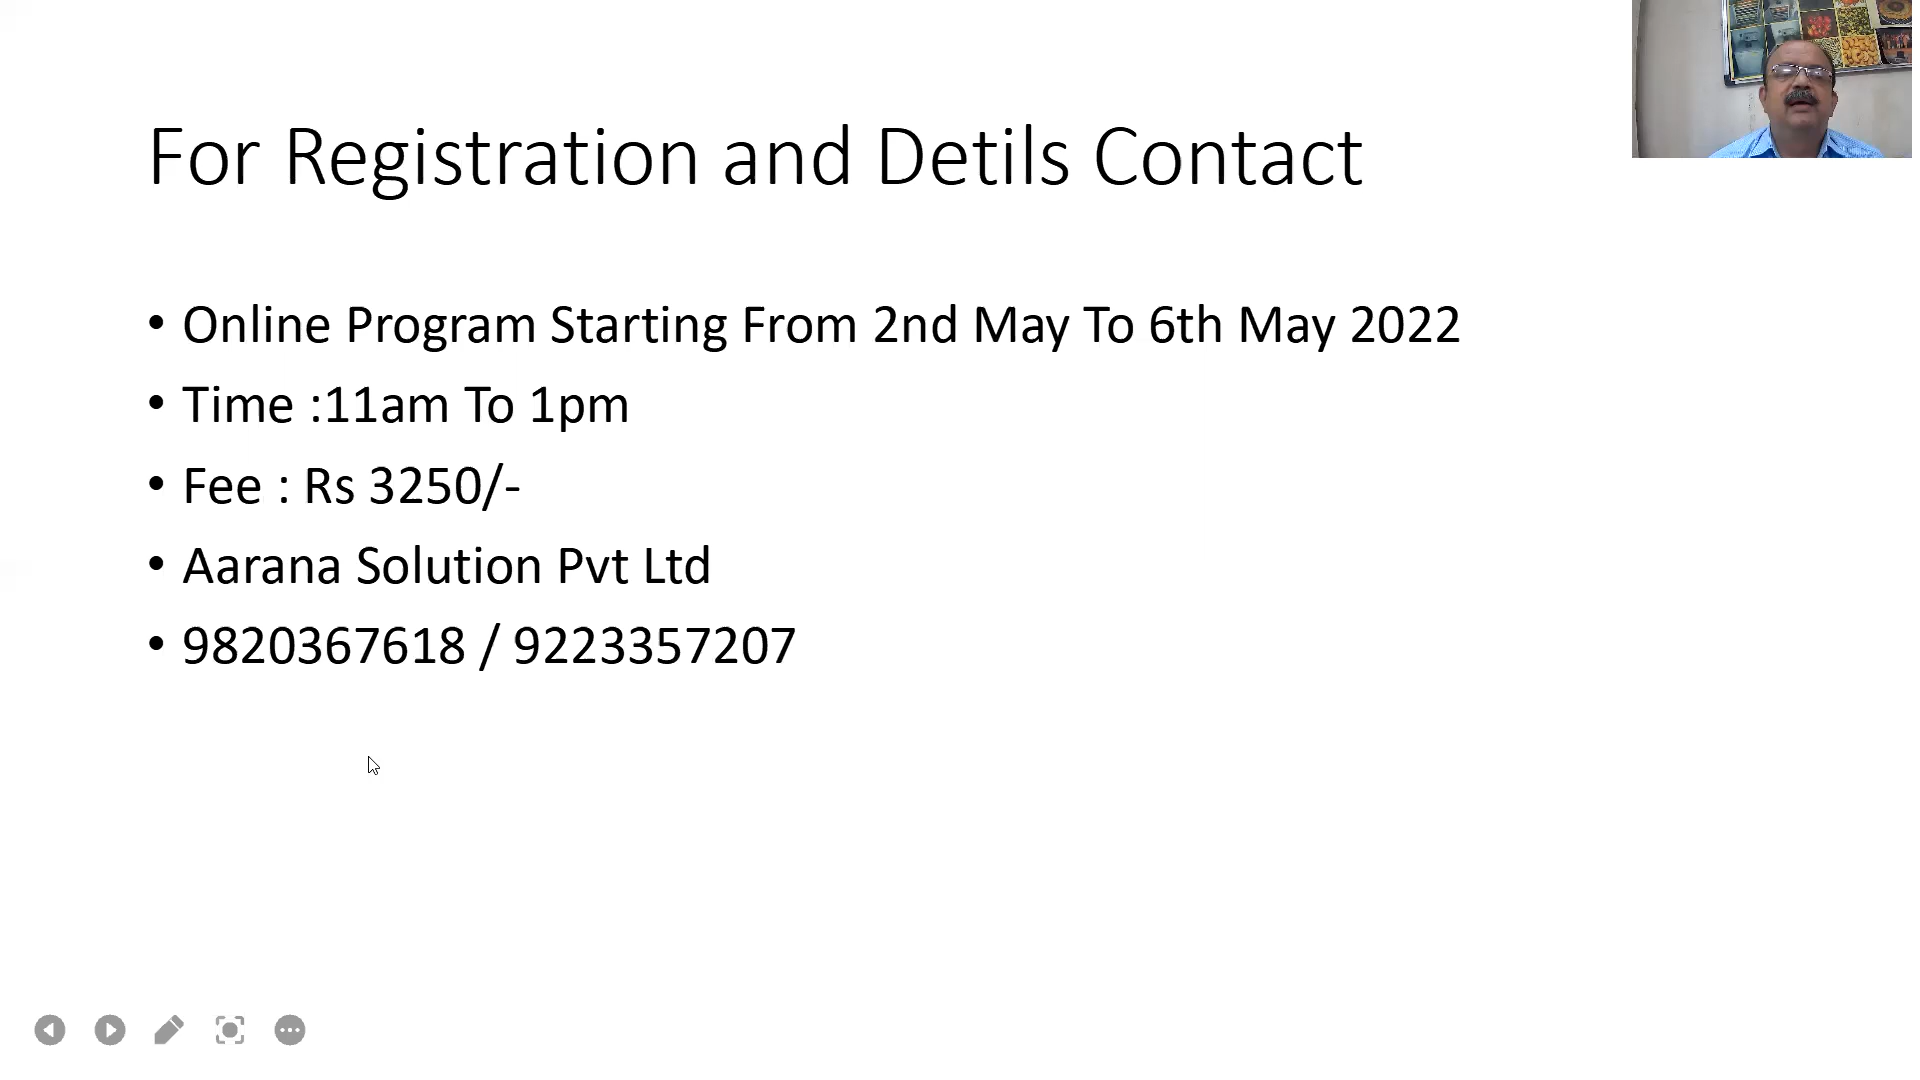 For Registration and Detils Contact
• Online Program Starting From 2nd May To 6th May 2022
• Time :11am To 1pm
• Fee : Rs 3250/-
• Aarana Solution Pvt Ltd
• 9820367618 / 9223357207